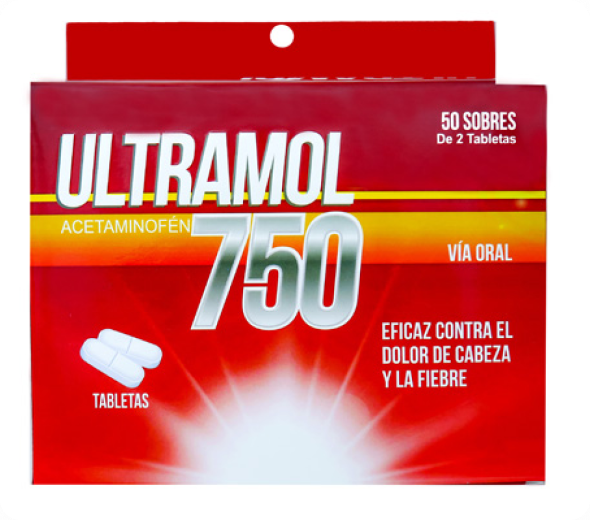 50 SOBRES
De 2 Tabletas
ULTRAMOL
ACETAMINOFÉN
750
VÍA ORAL
EFICAZ CONTRA EL
DOLOR DE CABEZA
Y LA FIEBRE
TABLETAS